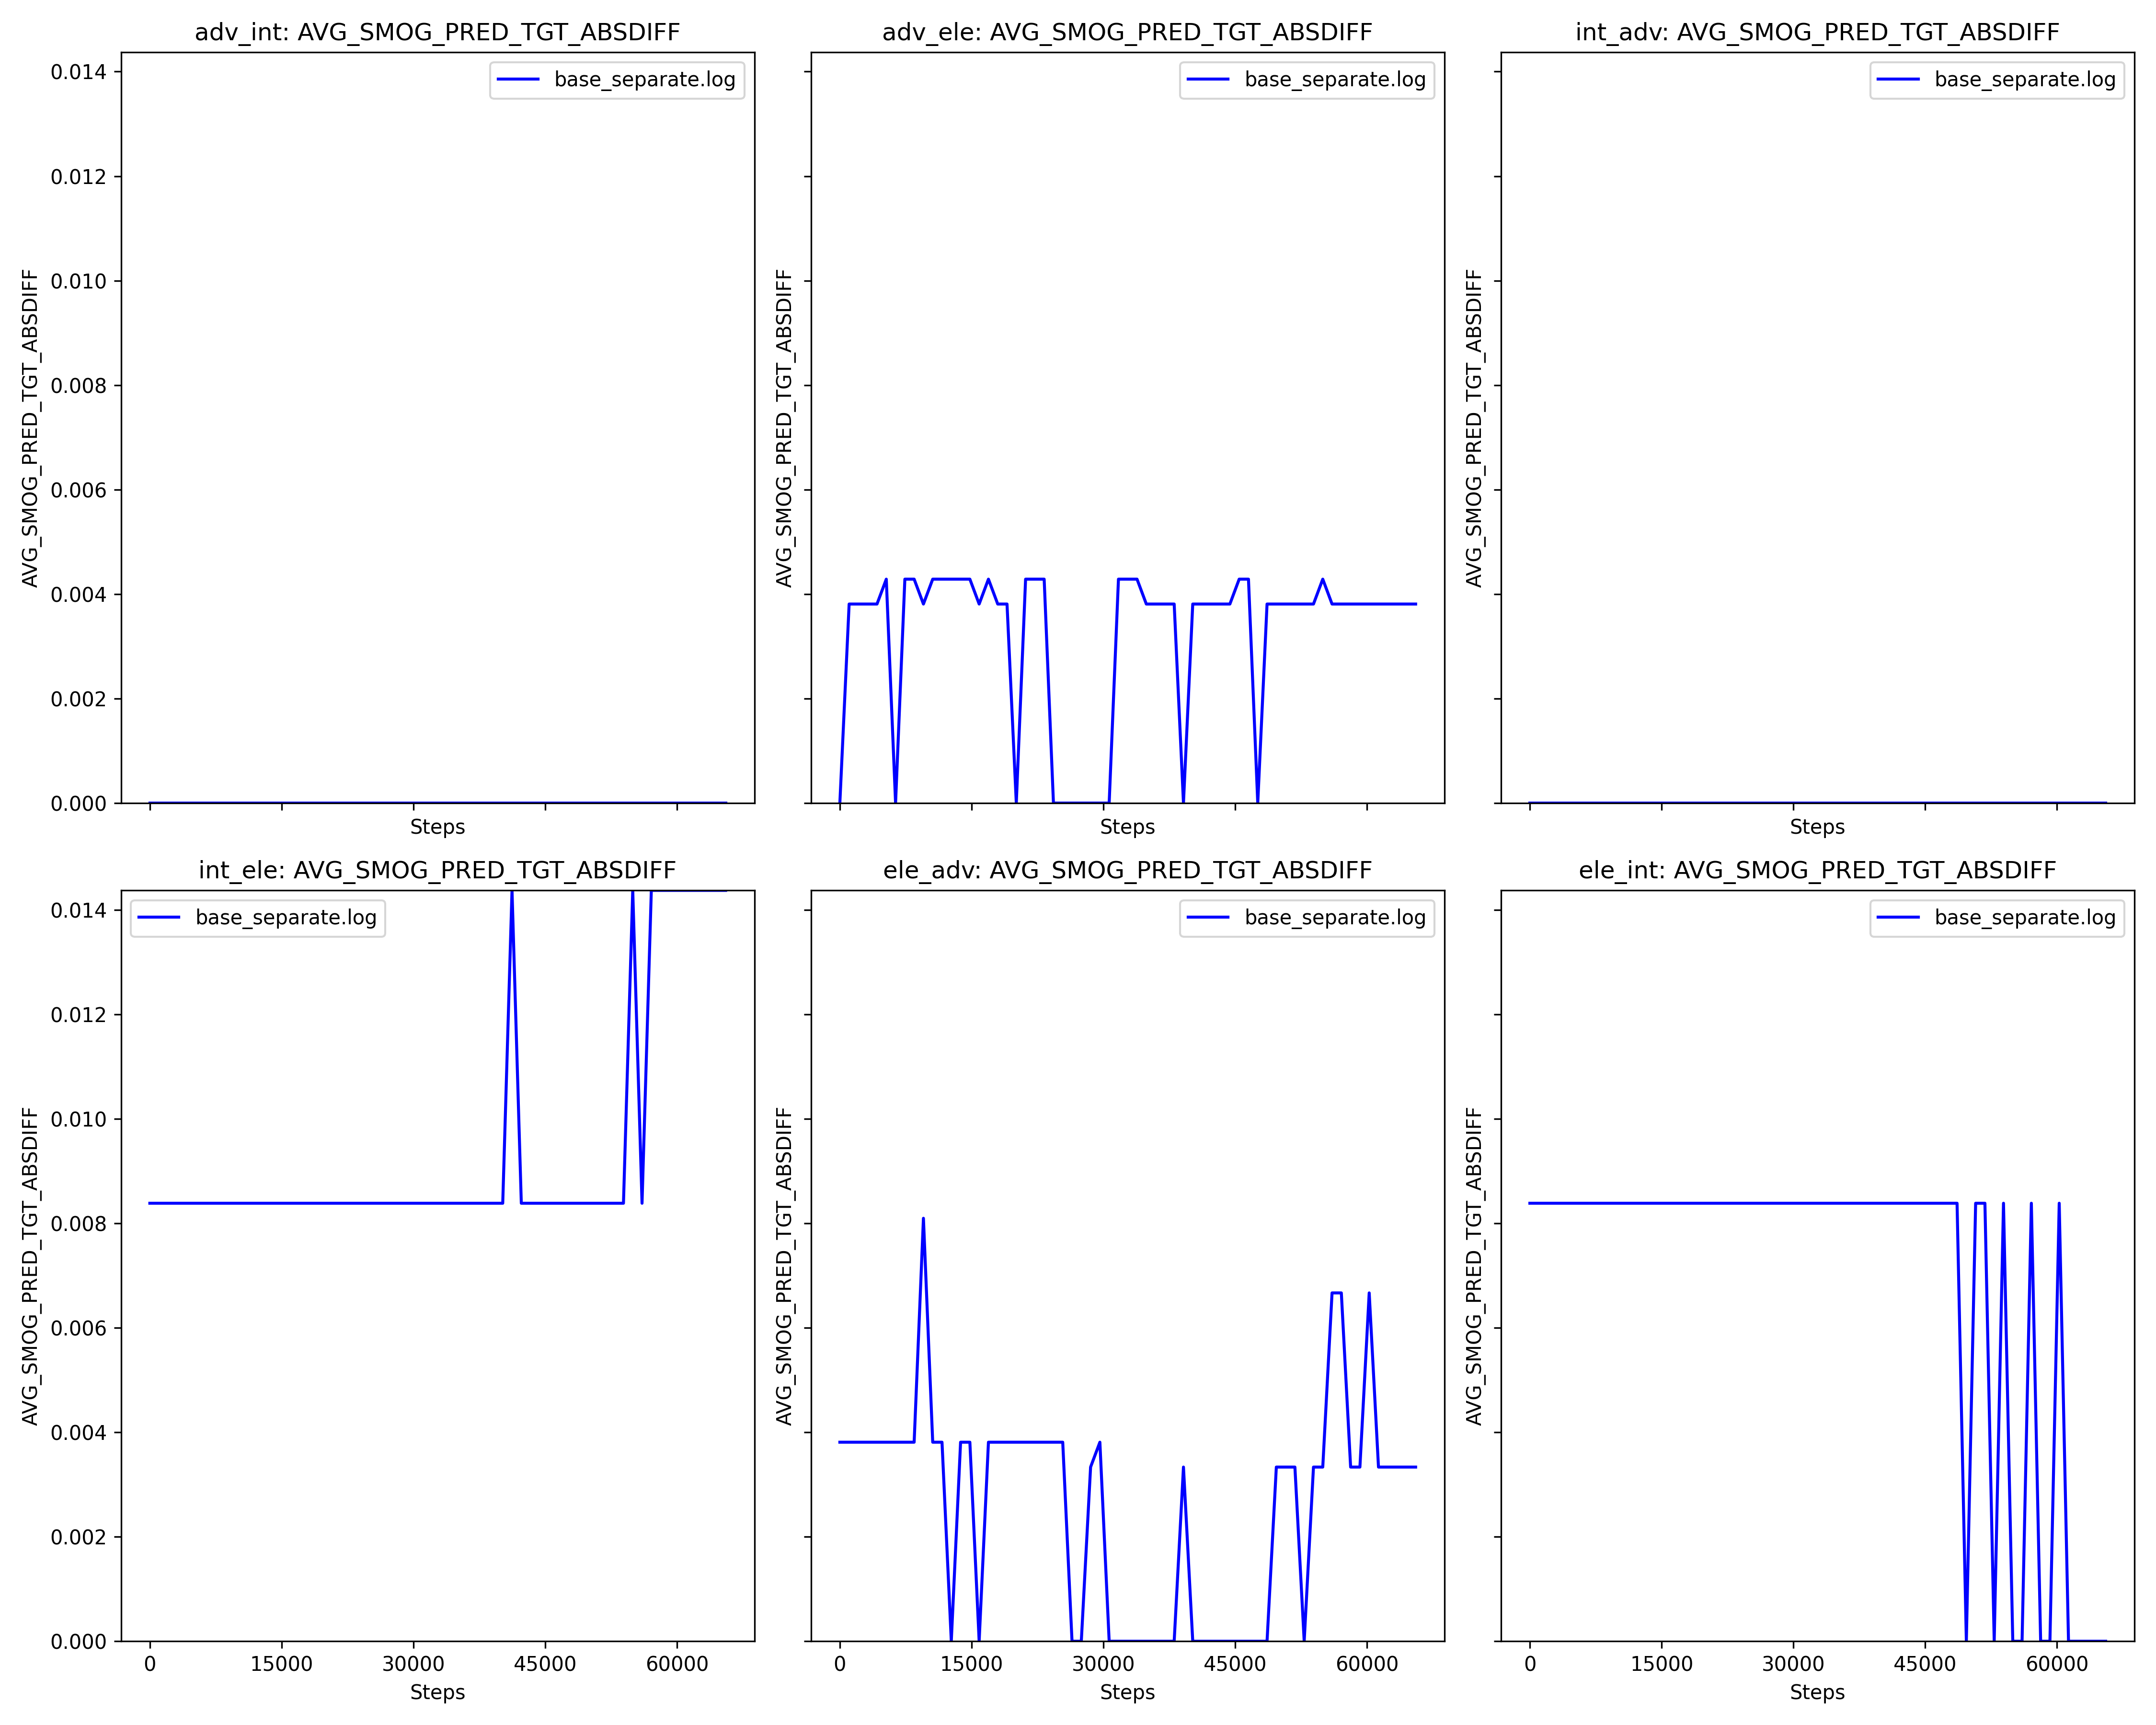 adv_int: AVG_SMOG_PRED_TGT_ABSDIFF
adv_ele: AVG_SMOG_PRED_TGT_ABSDIFF
int_adv: AVG_SMOG_PRED_TGT_ABSDIFF
base_separate.log
base_separate.log
base_separate.log
0.014
0.012
0.010
0.008
0.006
0.004
0.002
0.000
AVG_SMOG_PRED_TGT_ABSDIFF
AVG_SMOG_PRED_TGT_ABSDIFF
AVG_SMOG_PRED_TGT_ABSDIFF
Steps
Steps
Steps
int_ele: AVG_SMOG_PRED_TGT_ABSDIFF
ele_adv: AVG_SMOG_PRED_TGT_ABSDIFF
ele_int: AVG_SMOG_PRED_TGT_ABSDIFF
base_separate.log
base_separate.log
base_separate.log
0.014
0.012
0.010
0.008
0.006
0.004
0.002
0.000
AVG_SMOG_PRED_TGT_ABSDIFF
AVG_SMOG_PRED_TGT_ABSDIFF
AVG_SMOG_PRED_TGT_ABSDIFF
0 15000 30000 45000 60000
0 15000 30000 45000 60000
0 15000 30000 45000 60000
Steps
Steps
Steps